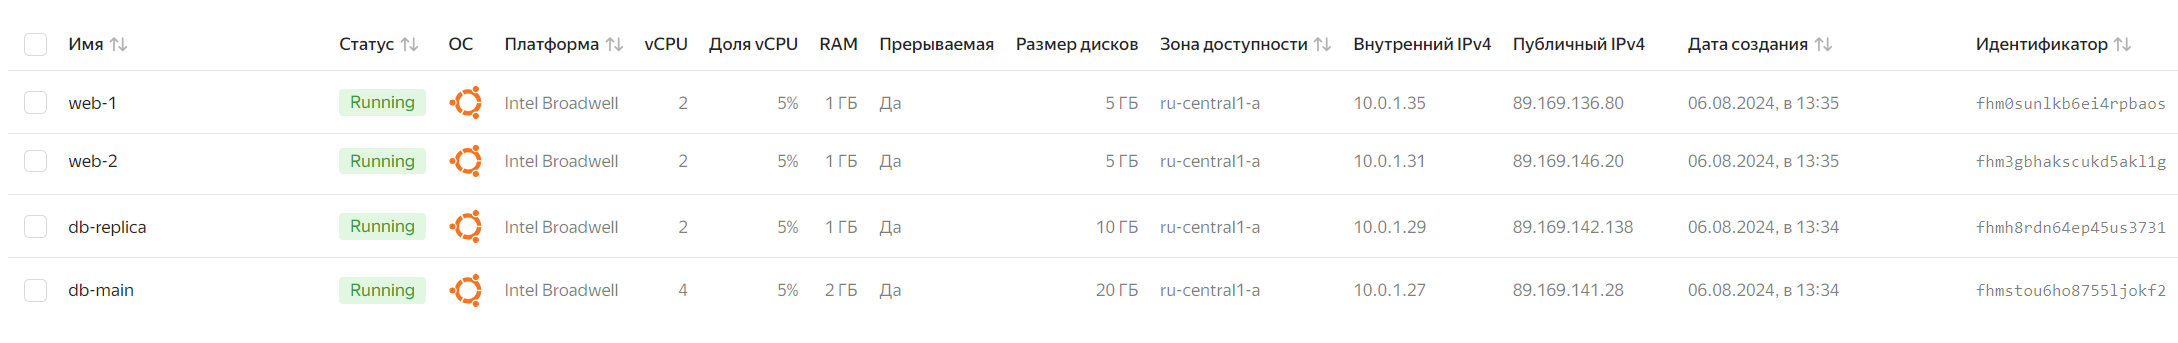 Имя Статус ОС Платформа vCPU Доля vCPU RAM Прерываемая Размер дисков Зона доступности Внутренний IPv4 Публичный IPv4 Дата создания Идентификатор
web-1 Running Intel Broadwell 2 5% 1 ГБ Да 5 ГБ ru-central1-a 10.0.1.35 89.169.136.80 06.08.2024, в 13:35 fhm0sunlkb6ei4rpbaos
web-2 Running Intel Broadwell 2 5% 1 ГБ Да 5 ГБ ru-central1-a 10.0.1.31 89.169.146.20 06.08.2024, в 13:35 fhm3gbhakscukd5akl1g
db-replica Running Intel Broadwell 2 5% 1 ГБ Да 10 ГБ ru-central1-a 10.0.1.29 89.169.142.138 06.08.2024, в 13:34 fhmh8rdn64ep45us3731
db-main Running Intel Broadwell 4 5% 2 ГБ Да 20 ГБ ru-central1-a 10.0.1.27 89.169.141.28 06.08.2024, в 13:34 fhmstou6ho8755ljokf2